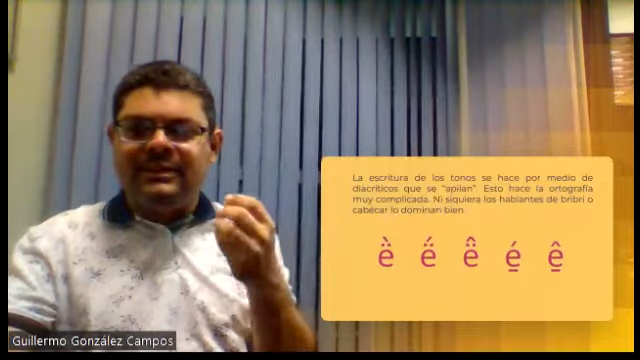 La escritura de los tonos se hace por medio de
diacríticos que se "apilan". Esto hace la ortografía
muy complicada. Ni siquiera los hablantes de bribri o
cabécar lo dominan bien.
ë̀ ë́ ë̂ é̱ ê̱
Guillermo González Campos